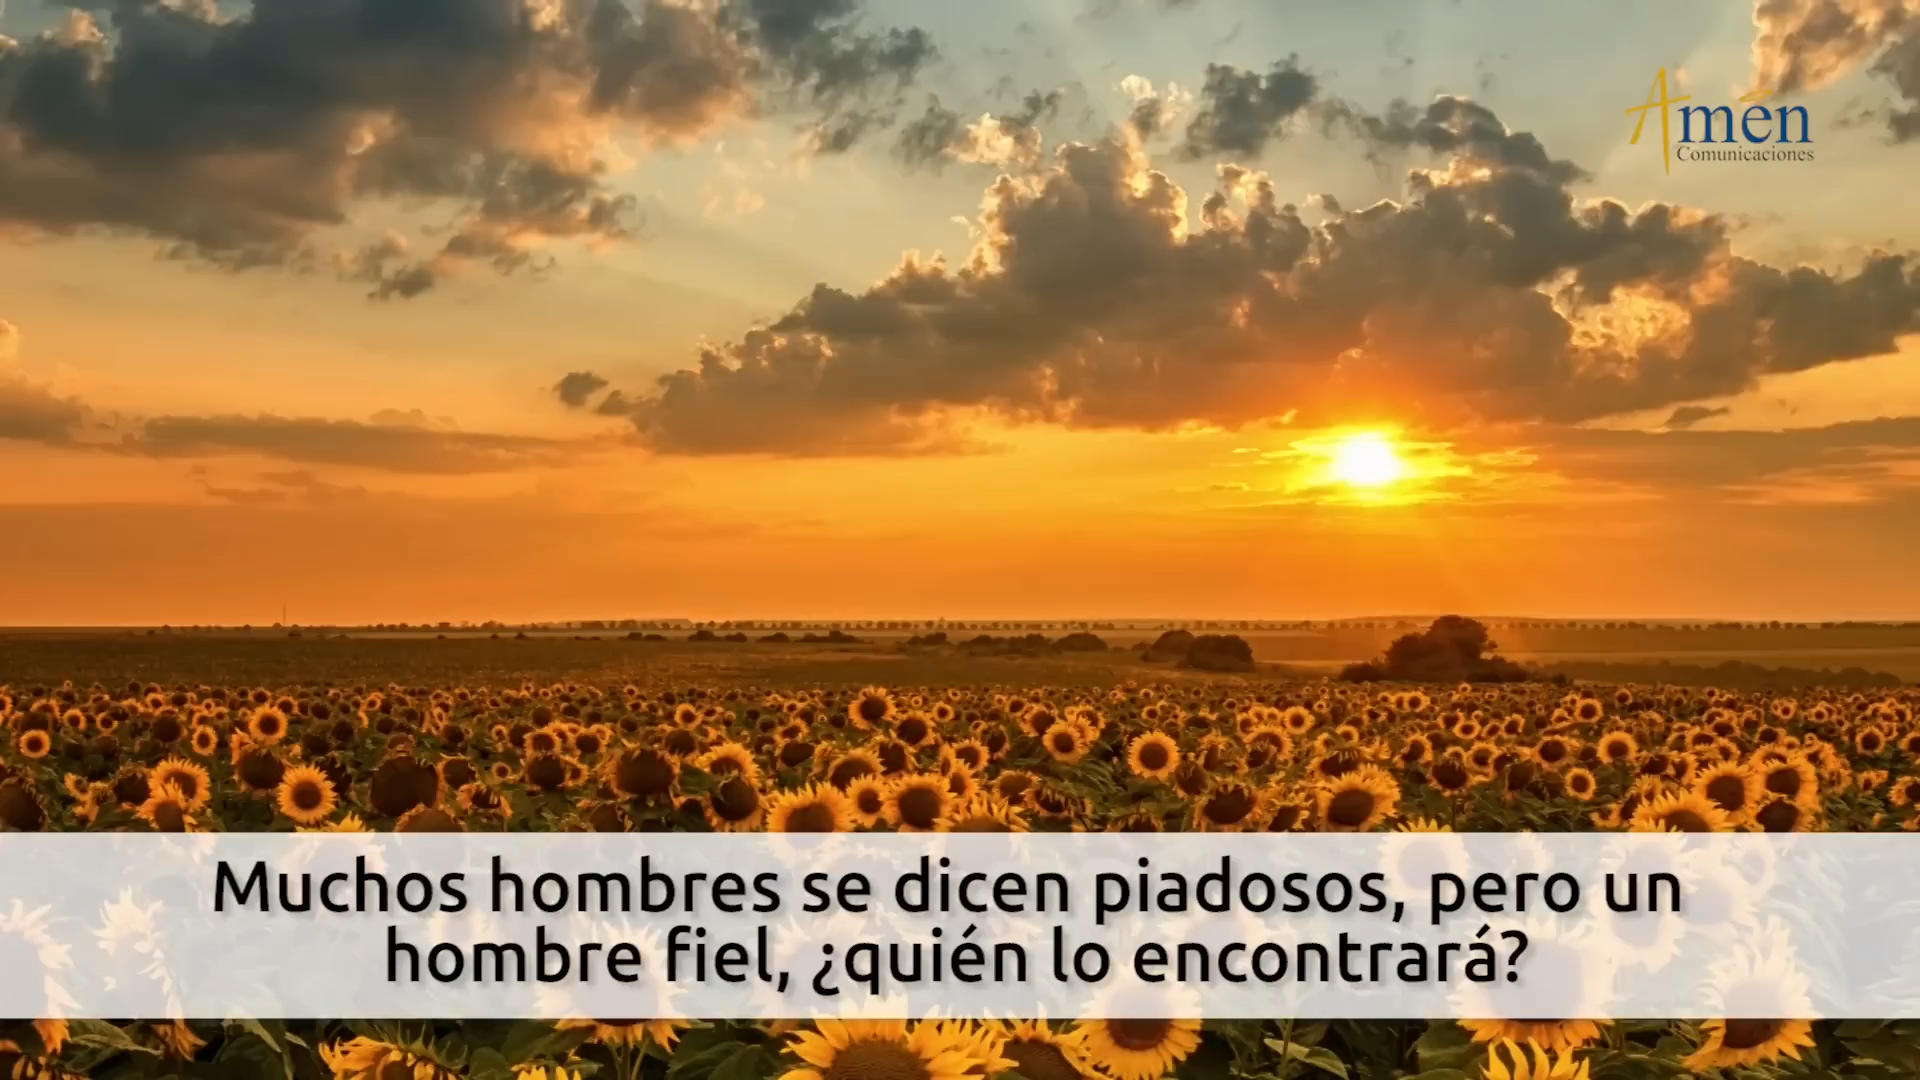 Amén
Comunicaciones
Muchos hombres se dicen piadosos, pero un
hombre fiel, ¿quién lo encontrará?